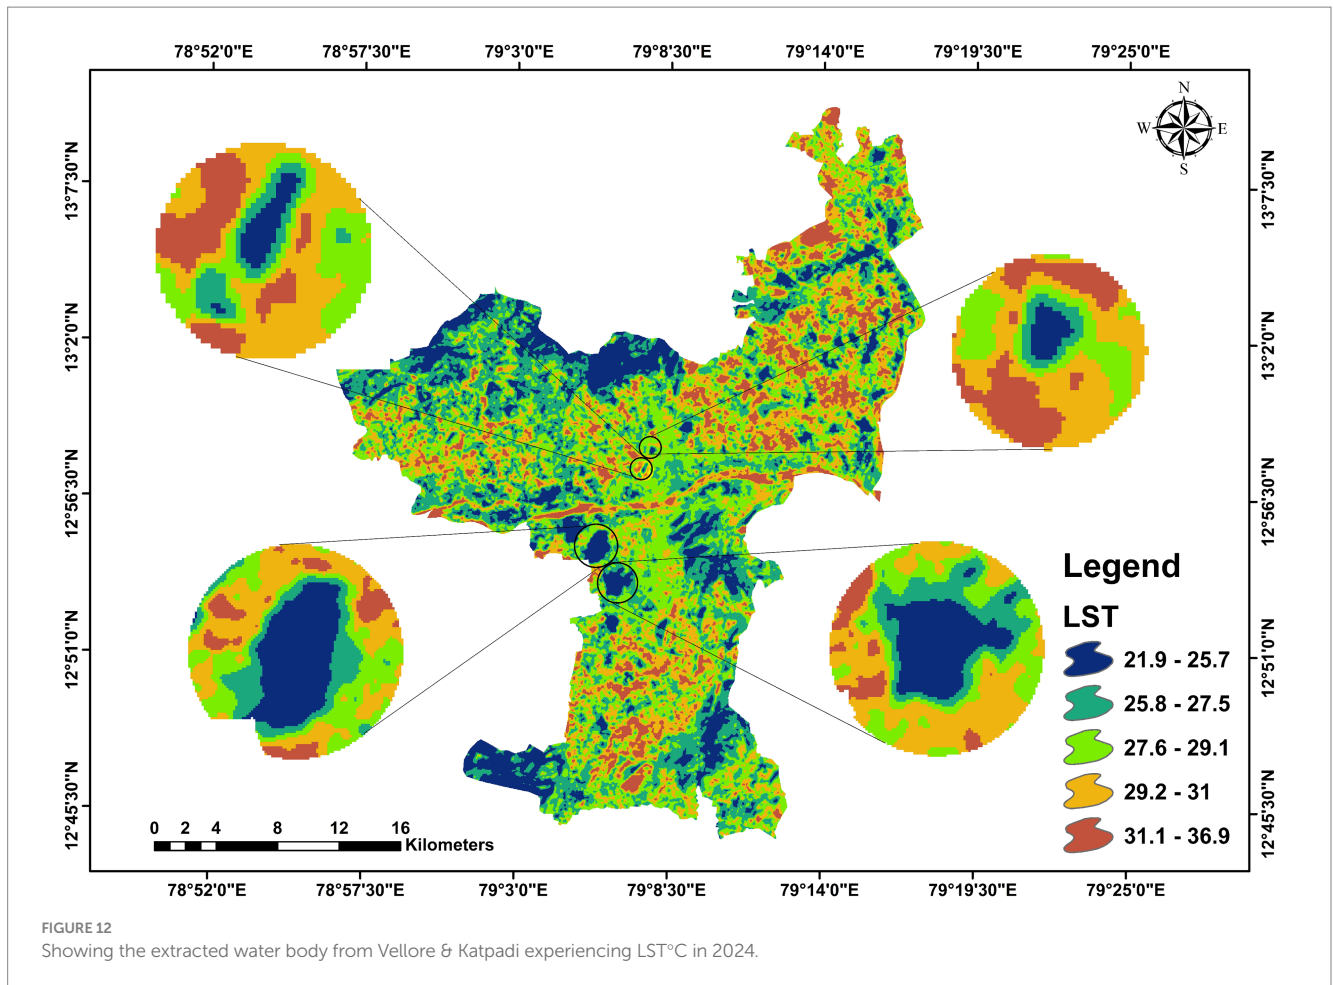 78°52'0"E 78°57'30"E 79°3'0"E 79°8'30"E 79°14'0"E 79°19'30"E 79°25'0"E
N
W E
S
13°7'30"N 13°7'30"N
13°2'0"N 13°2'0"N
12°56'30"N 12°56'30"N
12°51'0"N 12°51'0"N
12°45'30"N 12°45'30"N
Legend
LST
21.9 - 25.7
25.8 - 27.5
27.6 - 29.1
29.2 - 31
31.1 - 36.9
0 2 4 8 12 16
Kilometers
78°52'0"E 78°57'30"E 79°3'0"E 79°8'30"E 79°14'0"E 79°19'30"E 79°25'0"E
FIGURE 12
Showing the extracted water body from Vellore & Katpadi experiencing LST°C in 2024.